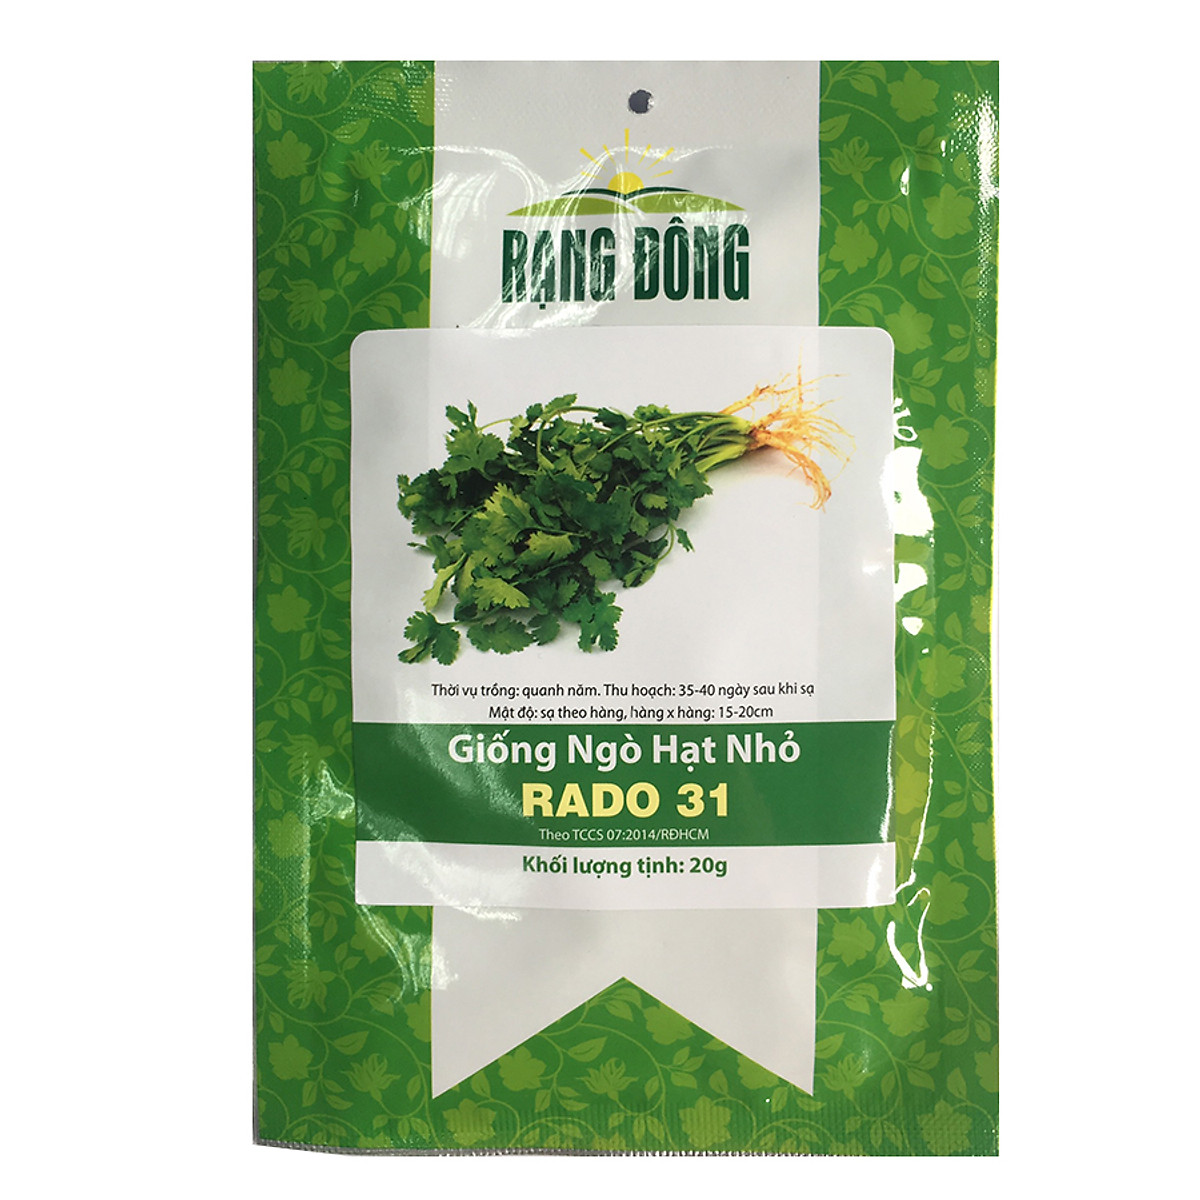 RẠNG ĐÔNG
Thời vụ trồng: quanh năm. Thu hoạch: 35-40 ngày sau khi sạ
Mật độ: sạ theo hàng, hàng x hàng: 15-20cm
Giống Ngò Hạt Nhỏ
RADO 31
Theo TCCS 07:2014/RĐHCM
Khối lượng tịnh: 20g